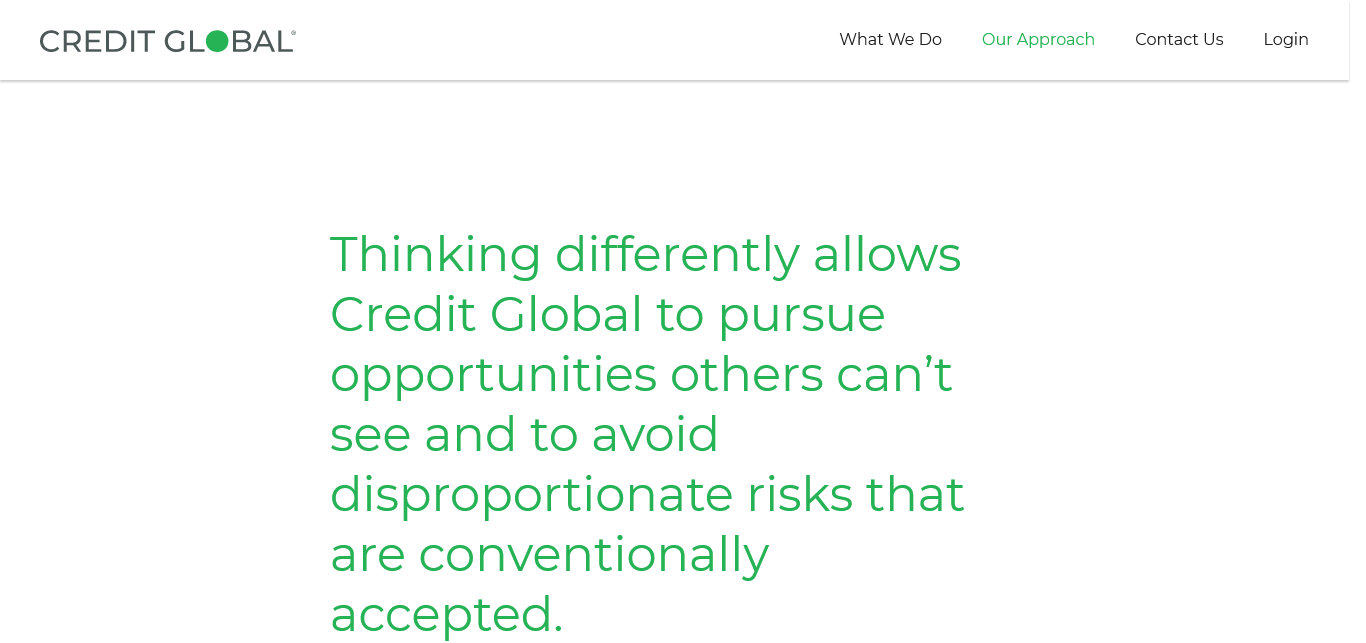 CREDIT GLOBAL®
What We Do
Our Approach
Contact Us
Login
Thinking differently allows
Credit Global to pursue
opportunities others can’t
see and to avoid
disproportionate risks that
are conventionally
accepted.